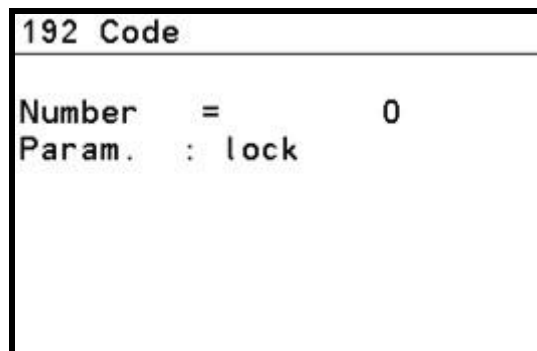 192 Code
Number = 0
Param. : lock